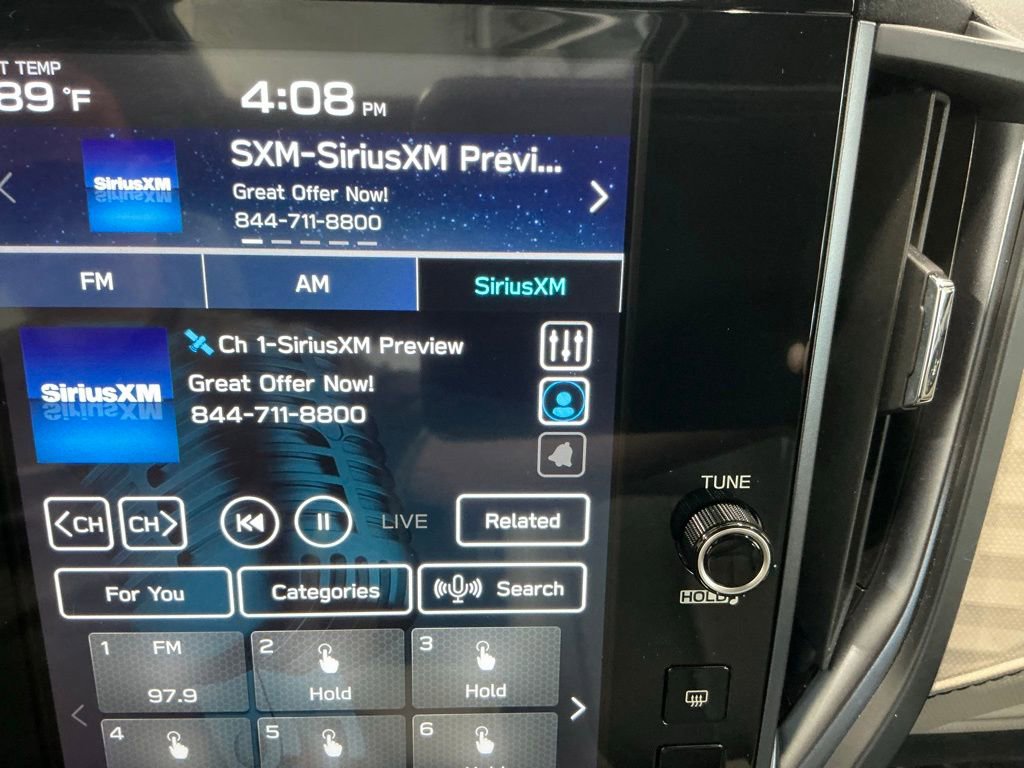 T TEMP
89 °F
4:08 PM
SiriusXM
SXM-SiriusXM Previ...
Great Offer Now!
844-711-8800
FM
AM
SiriusXM
SiriusXM
Ch 1-SiriusXM Preview
Great Offer Now!
844-711-8800
CH
CH
LIVE
Related
For You
Categories
Search
1 FM
97.9
2
Hold
3
Hold
4
5
6
TUNE
HOLD